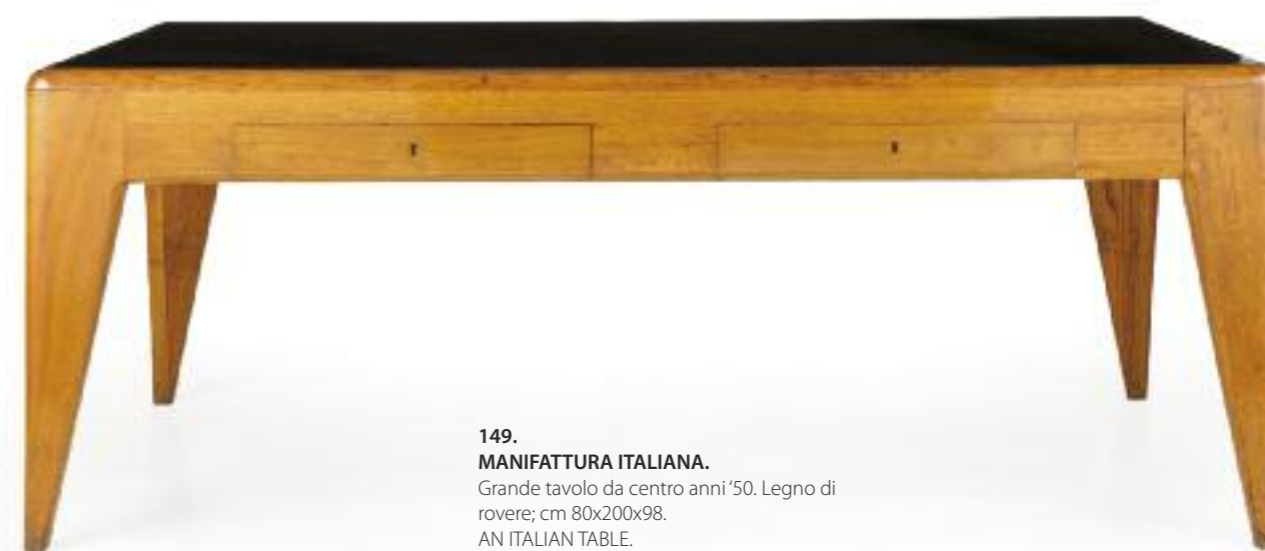 149.
MANIFATTURA ITALIANA.
Grande tavolo da centro anni ‘50. Legno di
rovere; cm 80x200x98.
AN ITALIAN TABLE.